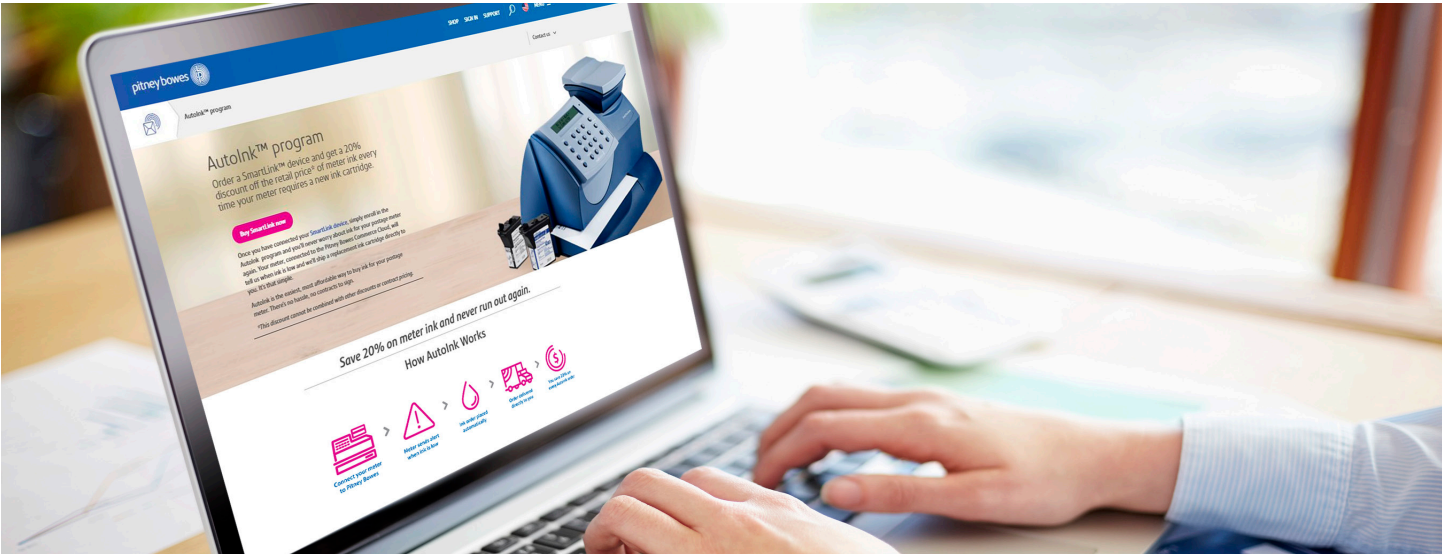 SHOP SIGN IN SUPPORT MENU
pitney bowes
Contact us
AutoInk™ program
AutoInk™ program
Order a SmartLink™ device and get a 20%
discount off the retail price* of meter ink every
time your meter requires a new ink cartridge.
Buy SmartLink now
Once you have connected your SmartLink device, simply enroll in the
AutoInk program and you'll never worry about ink for your postage meter
again. Your meter, connected to the Pitney Bowes Commerce Cloud, will
tell us when ink is low and we'll ship a replacement ink cartridge directly to
you. It's that simple.
AutoInk is the easiest, most affordable way to buy ink for your postage
meter. There's no hassle, no contracts to sign.
*This discount cannot be combined with other discounts or contract pricing.
Save 20% on meter ink and never run out again.
How AutoInk Works
Connect your meter
to Pitney Bowes
Meter sends alert
when ink is low
Ink order placed
automatically
Order delivered
directly to you
You save 20% on
every AutoInk order